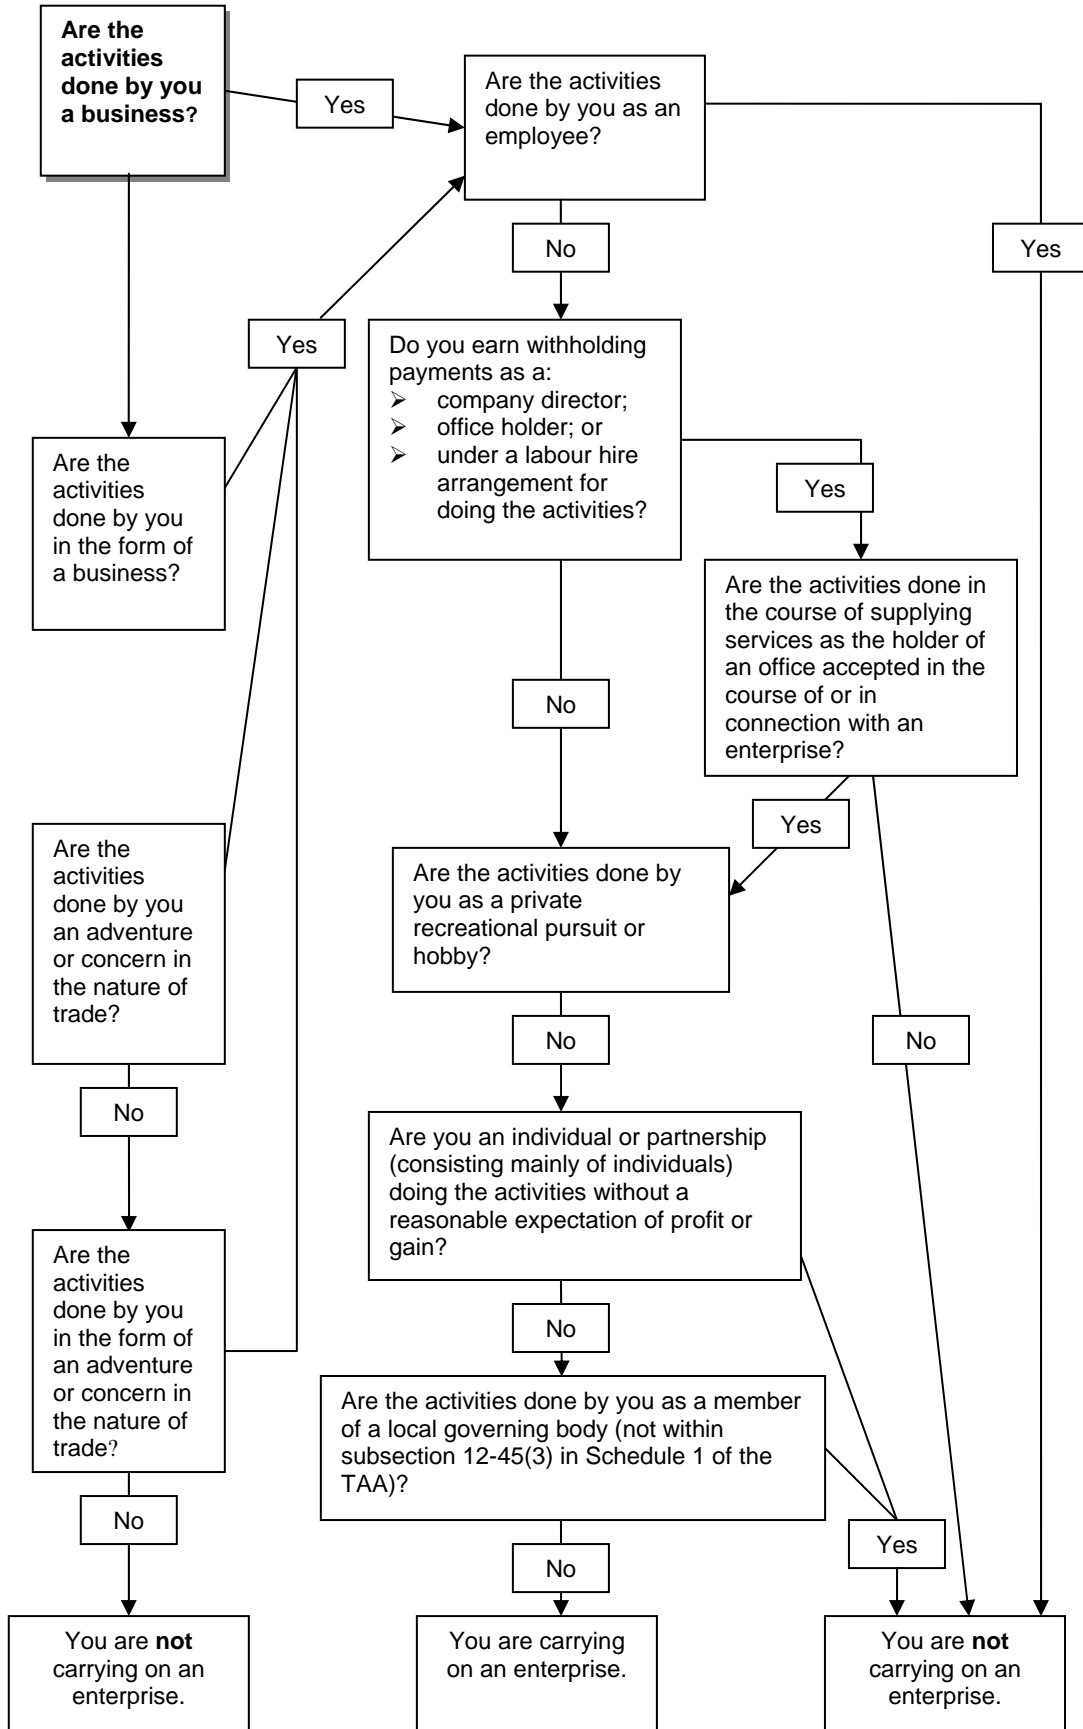 Are the
activities
done by you
a business?
Yes
Are the activities
done by you as an
employee?
Yes
No
Yes
Do you earn withholding
payments as a:
➢ company director;
➢ office holder; or
➢ under a labour hire
arrangement for
doing the activities?
Are the
activities
done by you
in the form of
a business?
Yes
Are the activities done in
the course of supplying
services as the holder of
an office accepted in the
course of or in
connection with an
enterprise?
No
Yes
Are the
activities
done by you
an adventure
or concern in
the nature of
trade?
Are the activities done by
you as a private
recreational pursuit or
hobby?
No
No
No
Are you an individual or partnership
(consisting mainly of individuals)
doing the activities without a
reasonable expectation of profit or
gain?
Are the
activities
done by you
in the form of
an adventure
or concern in
the nature of
trade?
No
Are the activities done by you as a member
of a local governing body (not within
subsection 12-45(3) in Schedule 1 of the
TAA)?
No
No
Yes
You are not
carrying on an
enterprise.
You are carrying
on an enterprise.
You are not
carrying on an
enterprise.